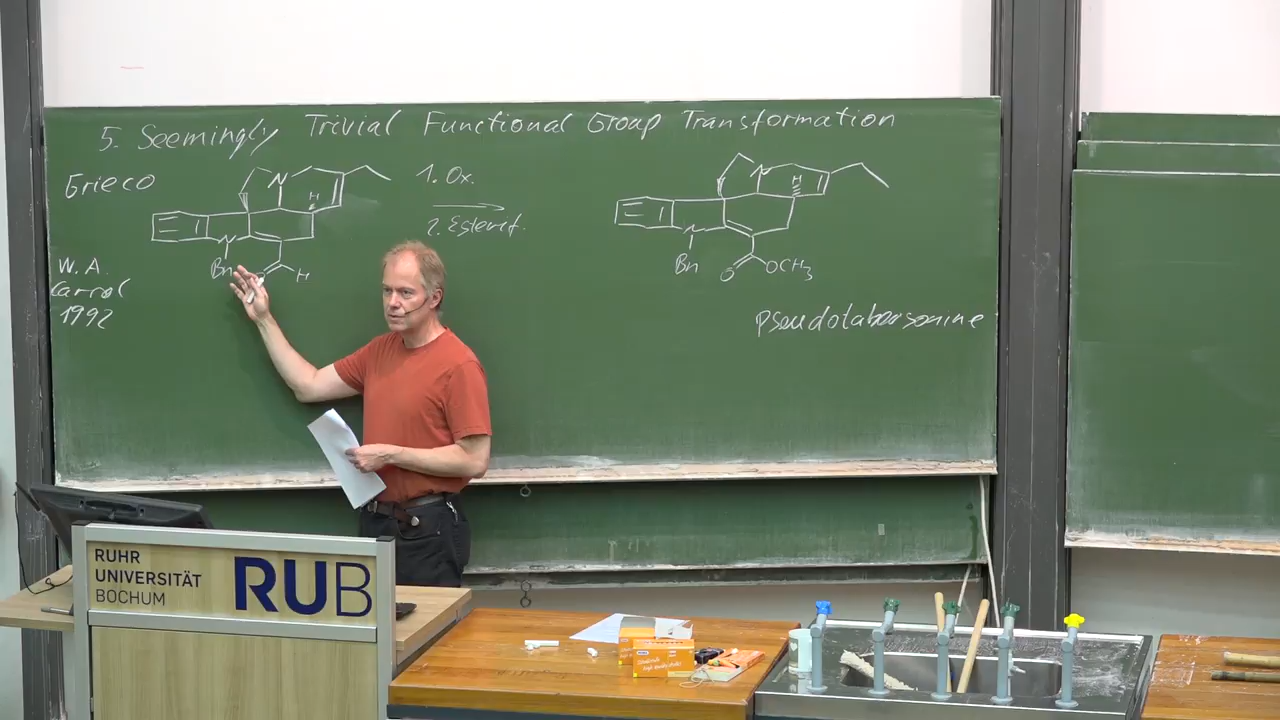 5. Seemingly Trivial Functional Group Transformation
Grieco
W. A.
Carrol
1992
N
H
N
Bn
H
1. Ox.
2. Esterif.
N
H
N
Bn
O
OCH3
pseudotabersonine
RUHR
UNIVERSITÄT
BOCHUM
RUB